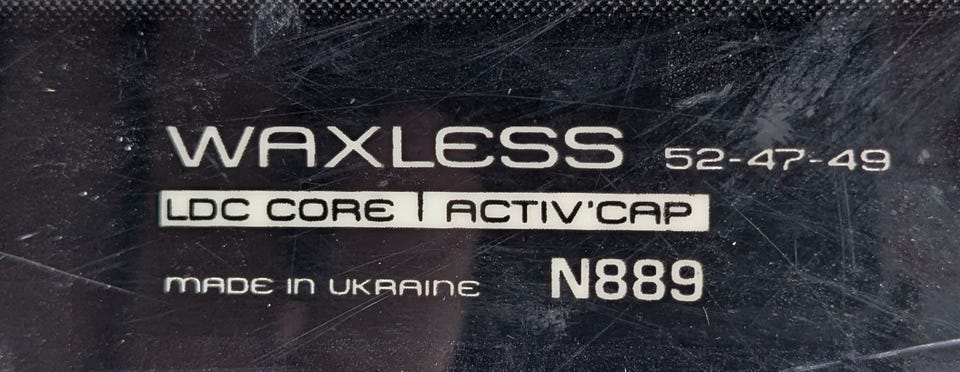 WAXLESS 52-47-49
LDC CORE | ACTIV'CAP
MADE IN UKRAINE N889